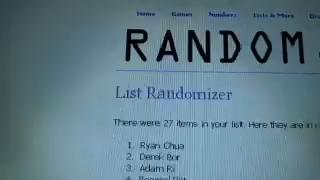 Home Games Numbers Lists & More
RANDOM
List Randomizer
There were 27 items in your list. Here they are in
1. Ryan Chua
2. Derek Bor
3. Adam Ri